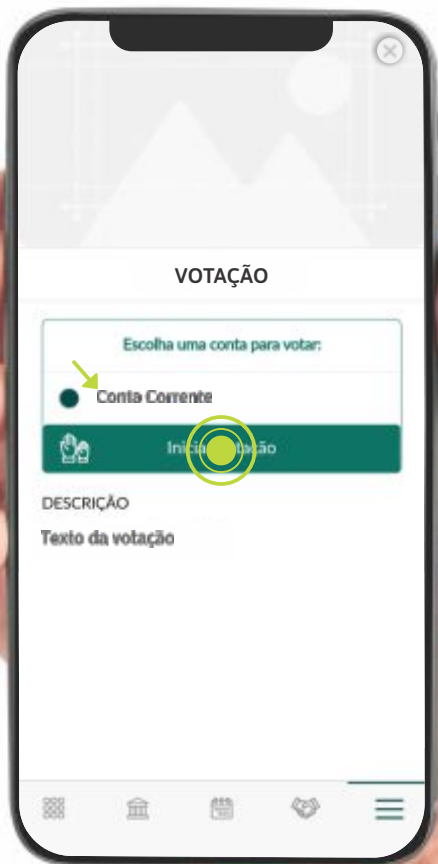 VOTAÇÃO
Escolha uma conta para votar:
Conta Corrente
DESCRIÇÃO
Texto da votação